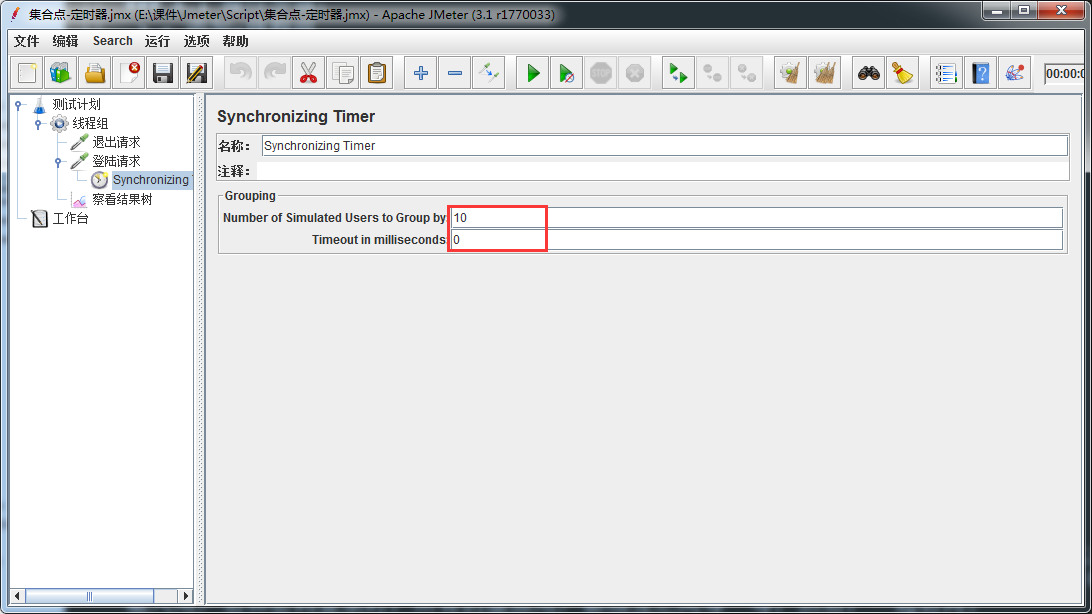 集合点-定时器.jmx (E:\课件\Jmeter\Script\集合点-定时器.jmx) - Apache JMeter (3.1 r1770033)
文件 编辑 Search 运行 选项 帮助
STOP
00:00:0
测试计划
线程组
退出请求
登陆请求
Synchronizing
察看结果树
工作台
Synchronizing Timer
名称： Synchronizing Timer
注释：
Grouping
Number of Simulated Users to Group by: 10
Timeout in milliseconds: 0